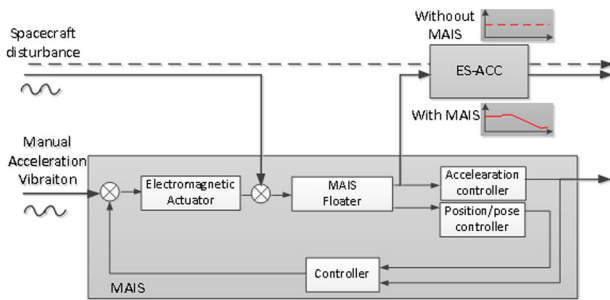 Spacecraft
disturbance
Withoout
MAIS
ES-ACC
With MAIS
Manual
Acceleration
Vibraiton
Electromagnetic
Actuator
MAIS
Floater
Acclearation
controller
Position/pose
controller
Controller
MAIS